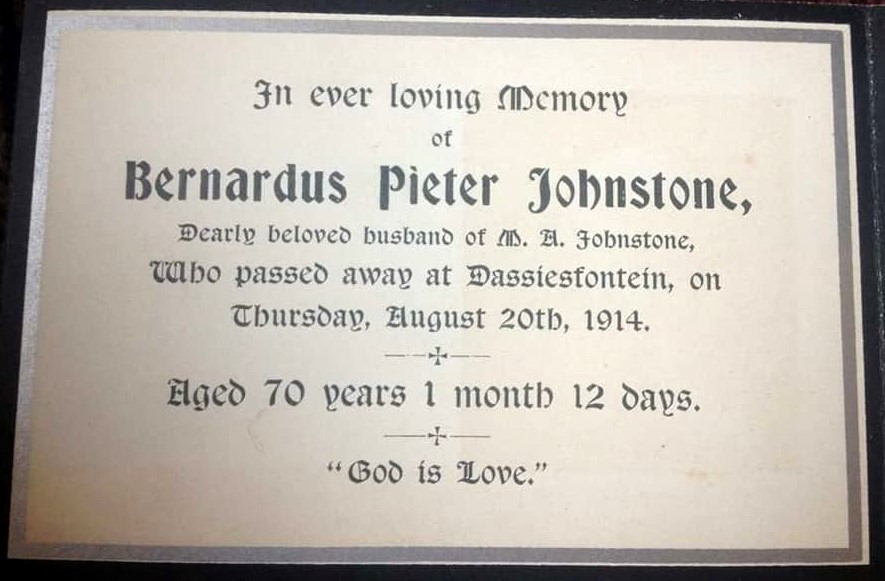 In ever loving Memory
of
Bernardus Pieter Johnstone,
Dearly beloved husband of M. A. Johnstone,
Who passed away at Dassiesfontein, on
Thursday, August 20th, 1914.
Aged 70 years 1 month 12 days.
"God is Love."